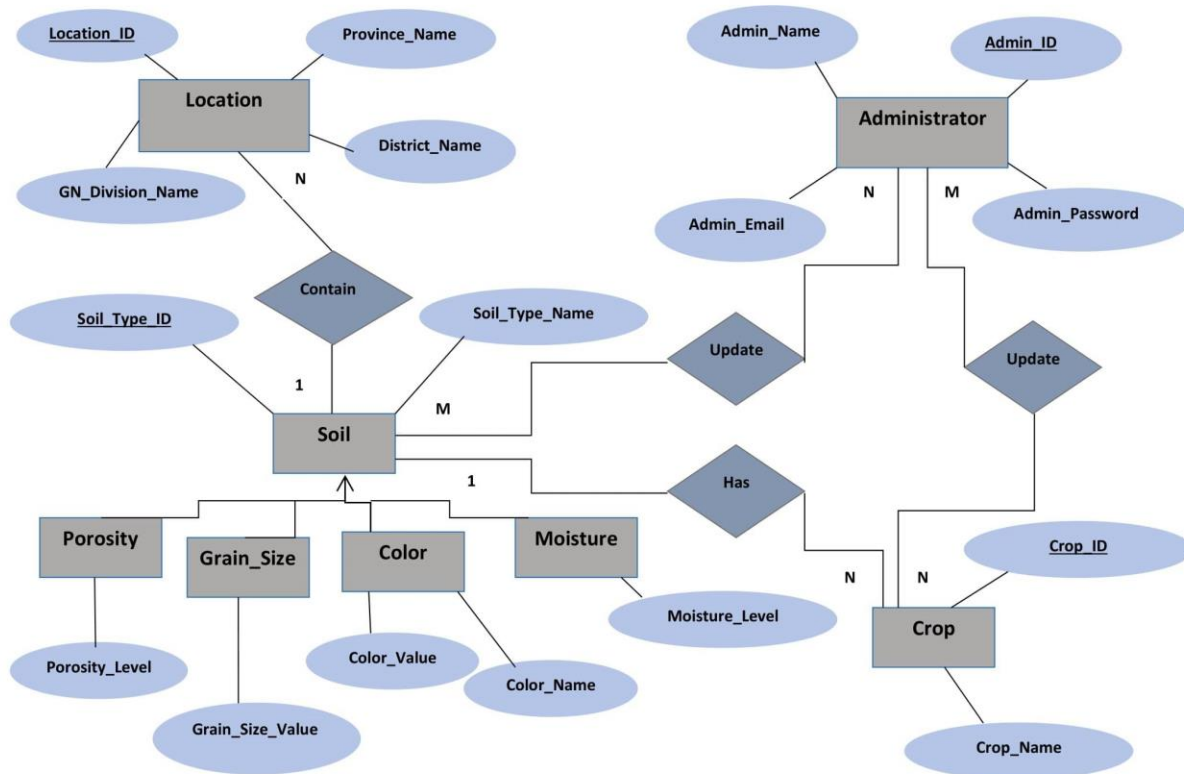 Location_ID
Province_Name
Location
District_Name
GN_Division_Name
N
Contain
1
Admin_Name
Admin_ID
Administrator
Admin_Email
N
M
Admin_Password
Soil_Type_ID
Soil_Type_Name
Update
Update
Soil
M
1
Has
Porosity
Grain_Size
Color
Moisture
Porosity_Level
Grain_Size_Value
Color_Value
Color_Name
Moisture_Level
N
N
Crop_ID
Crop
Crop_Name